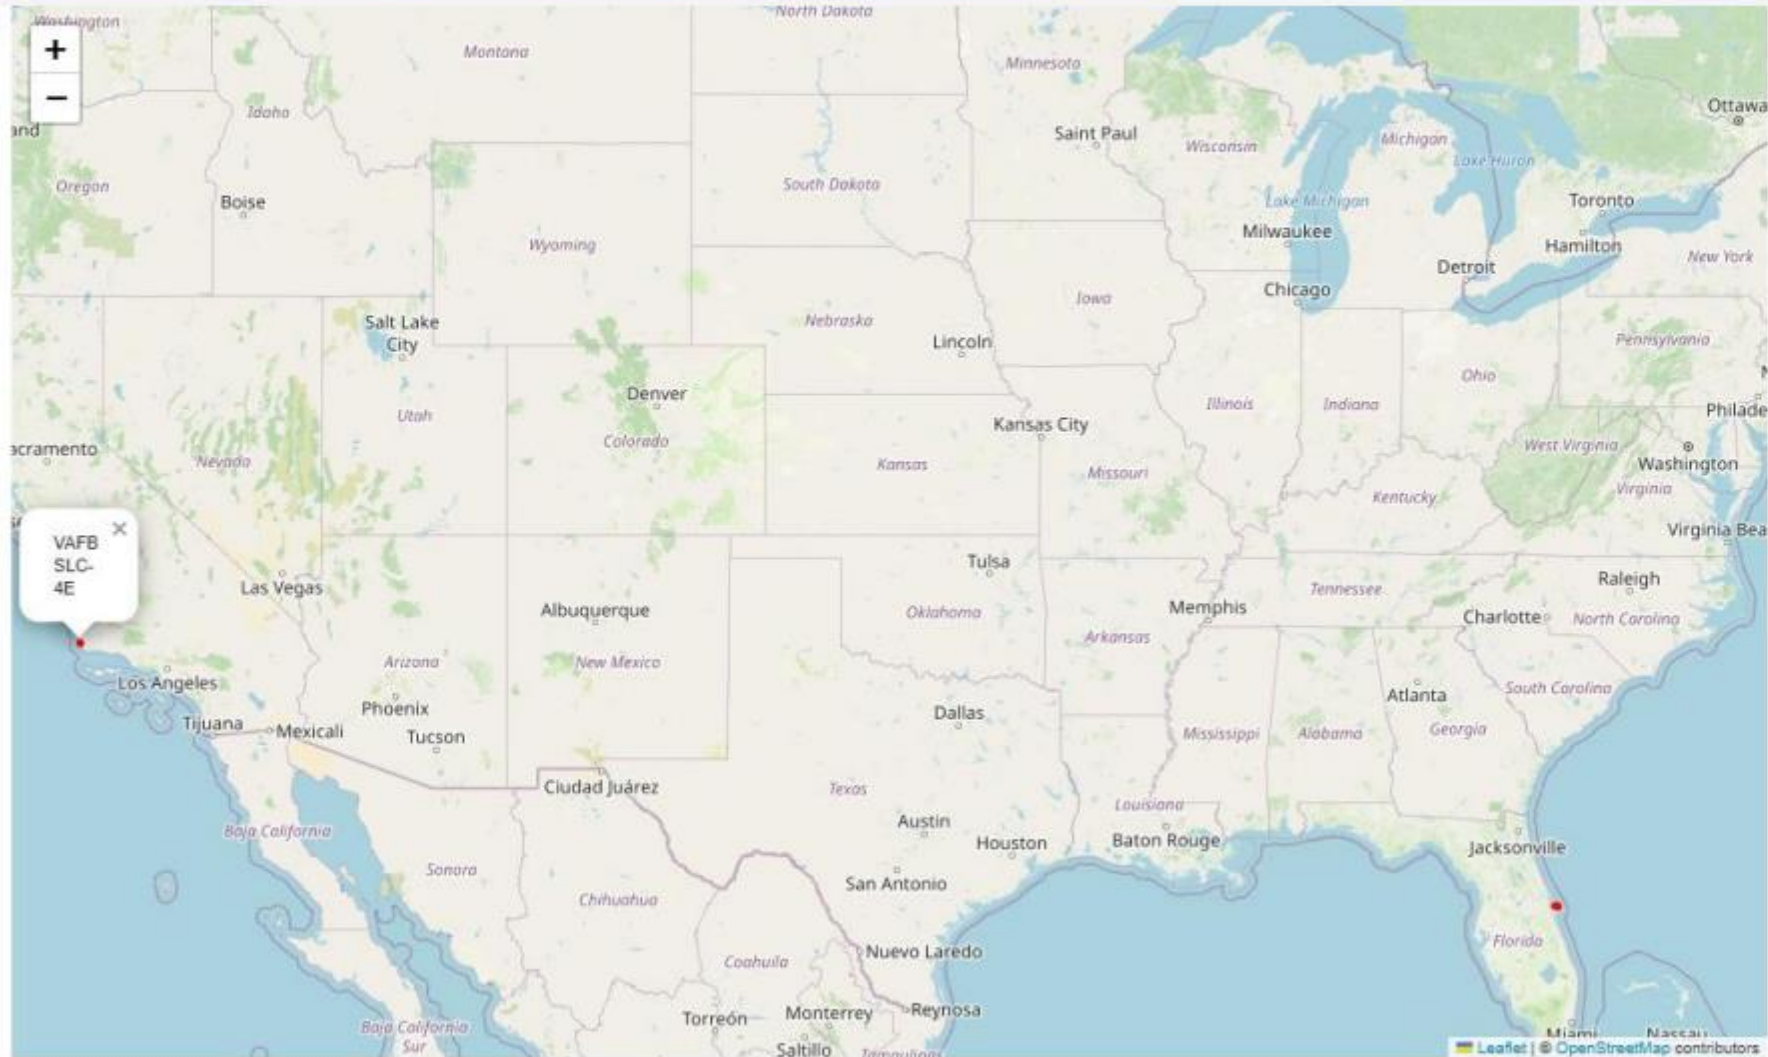 Washington
North Dakota
+
Montana
Minnesota
−
Ottawa
Idaho
and
Saint Paul
Michigan
Wisconsin
Lake Huron
Oregon
South Dakota
Boise
Lake Michigan
Toronto
Milwaukee
Wyoming
Hamilton
New York
Detroit
Chicago
Iowa
Salt Lake
City
Nebraska
Lincoln
Pennsylvania
Ohio
Denver
Utah
Illinois
Indiana
Philade
Kansas City
Colorado
acramento
Nevada
West Virginia
Kansas
Washington
Missouri
Virginia
Kentucky
×
VAFB
SLC-
4E
Virginia Bea
Tulsa
Las Vegas
Raleigh
Tennessee
Albuquerque
Memphis
Oklahoma
Charlotte
North Carolina
Arkansas
Arizona
New Mexico
Los Angeles
South Carolina
Atlanta
Phoenix
Dallas
Tijuana
Mexicali
Tucson
Mississippi
Alabama
Georgia
Ciudad Juárez
Texas
Louisiana
Austin
Baja California
Houston
Baton Rouge
Jacksonville
Sonora
San Antonio
Chihuahua
Florida
Nuevo Laredo
Coahuila
Reynosa
Torreón
Monterrey
Baja California
Sur
Miami
Nassau
Saltillo
Tamaulipas
Leaflet | © OpenStreetMap contributors